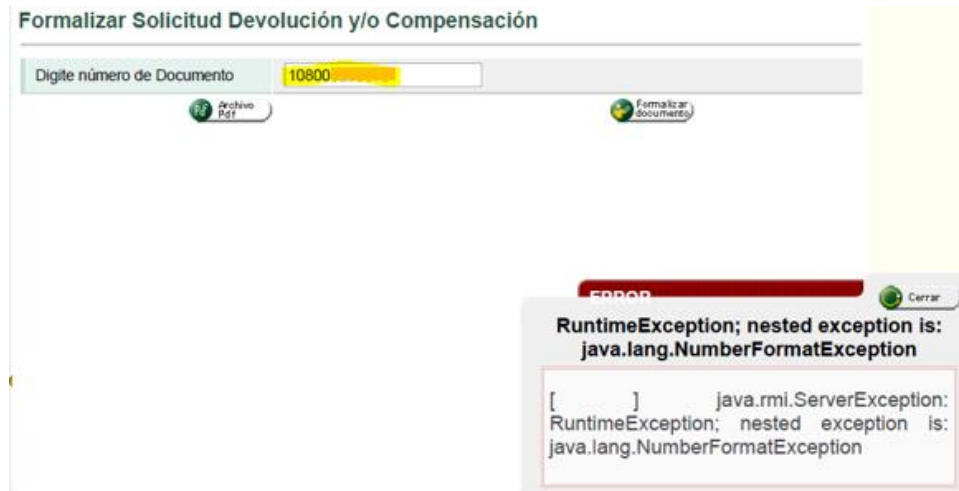 Formalizar Solicitud Devolución y/o Compensación
Digite número de Documento 10800
Archivo
Pdf
Formalizar
documento
ERROR
Cerrar
RuntimeException; nested exception is:
java.lang.NumberFormatException
[ ] java.rmi.ServerException:
RuntimeException; nested exception is:
java.lang.NumberFormatException